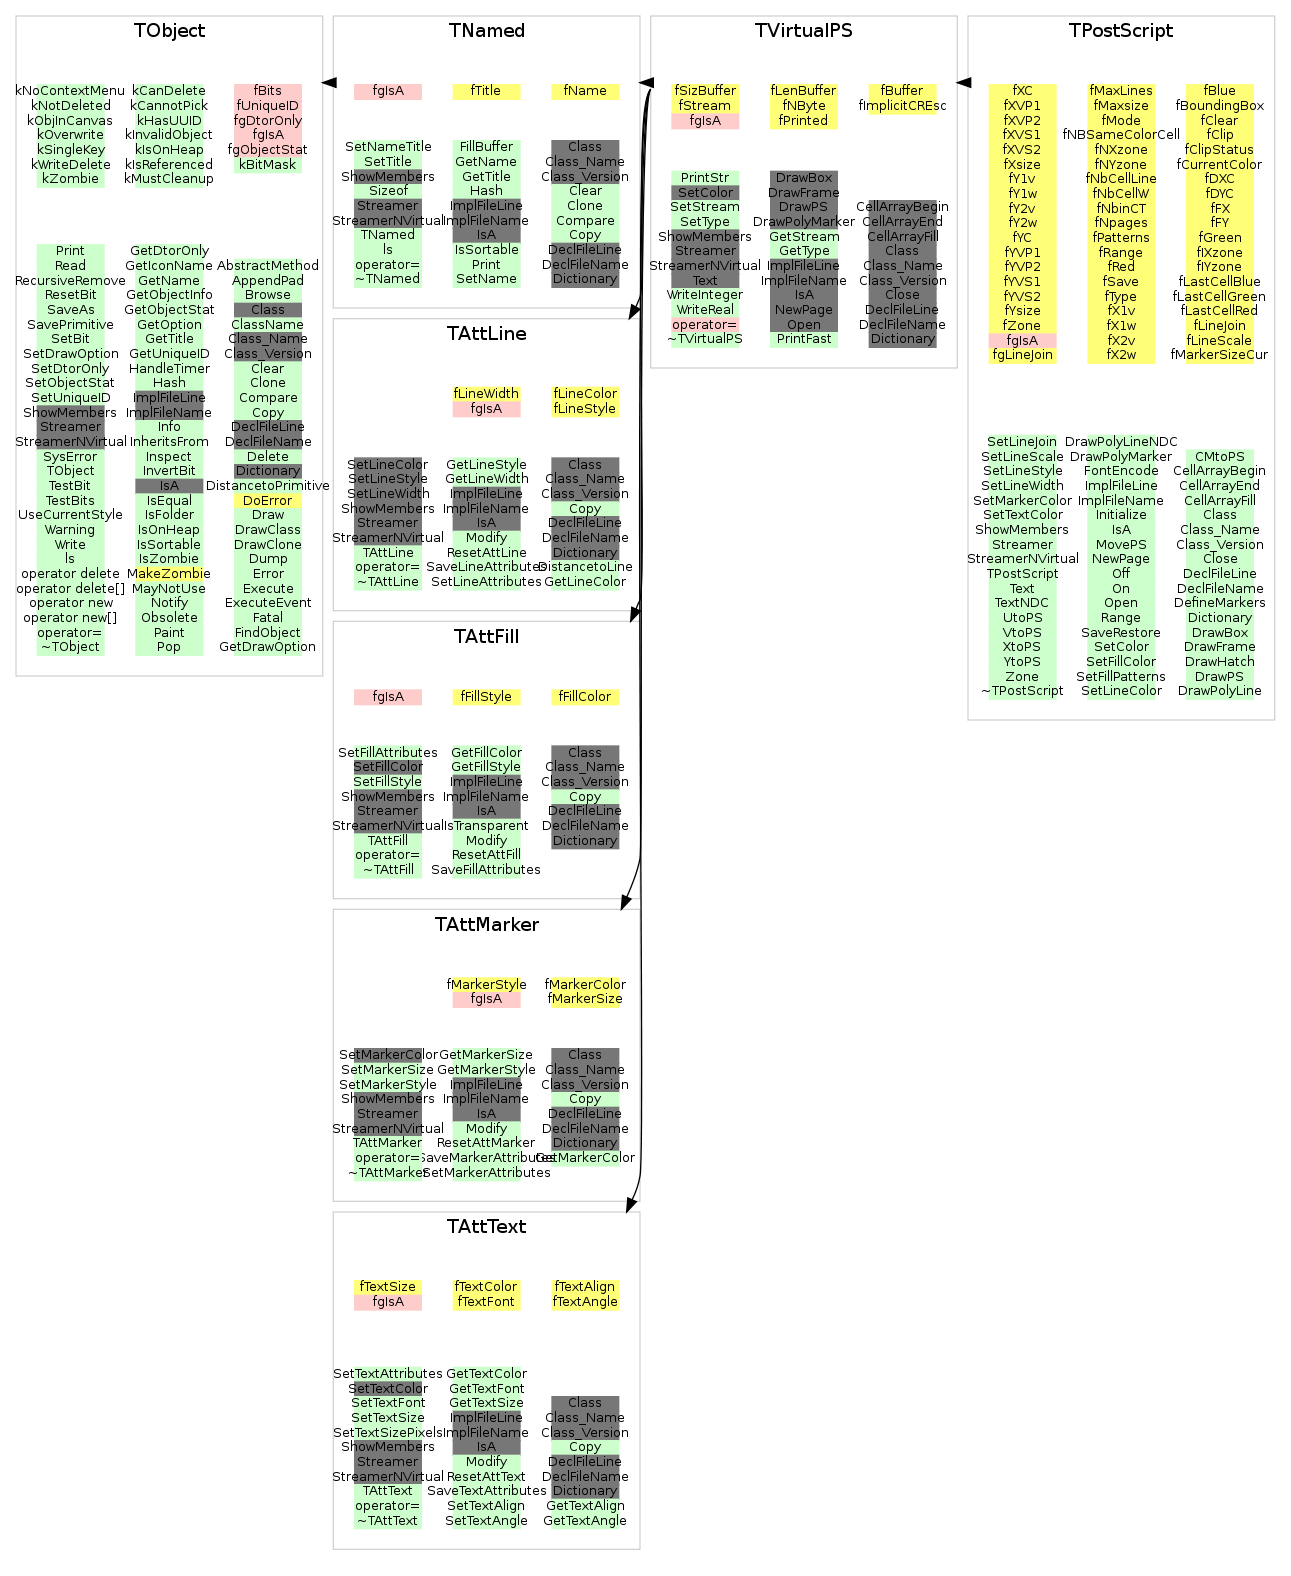 TObject
kNoContextMenu
kNotDeleted
kObjInCanvas
kOverwrite
kSingleKey
kWriteDelete
kZombie
kCanDelete
kCannotPick
kHasUUID
kInvalidObject
kIsOnHeap
kIsReferenced
kMustCleanup
fBits
fUniqueID
fgDtorOnly
fgIsA
fgObjectStat
kBitMask
Print
Read
RecursiveRemove
ResetBit
SaveAs
SavePrimitive
SetBit
SetDrawOption
SetDtorOnly
SetObjectStat
SetUniqueID
ShowMembers
Streamer
StreamerNVirtual
SysError
TObject
TestBit
TestBits
UseCurrentStyle
Warning
Write
ls
operator delete
operator delete[]
operator new
operator new[]
operator=
~TObject
GetDtorOnly
GetIconName
GetName
GetObjectInfo
GetObjectStat
GetOption
GetTitle
GetUniqueID
HandleTimer
Hash
ImplFileLine
ImplFileName
Info
InheritsFrom
Inspect
InvertBit
IsA
IsEqual
IsFolder
IsOnHeap
IsSortable
IsZombie
MakeZombie
MayNotUse
Notify
Obsolete
Paint
Pop
AbstractMethod
AppendPad
Browse
Class
ClassName
Class_Name
Class_Version
Clear
Clone
Compare
Copy
DeclFileLine
DeclFileName
Delete
Dictionary
DistancetoPrimitive
DoError
Draw
DrawClass
DrawClone
Dump
Error
Execute
ExecuteEvent
Fatal
FindObject
GetDrawOption
TNamed
fgIsA
fTitle
fName
SetNameTitle
SetTitle
ShowMembers
Sizeof
Streamer
StreamerNVirtual
TNamed
ls
operator=
~TNamed
FillBuffer
GetName
GetTitle
Hash
ImplFileLine
ImplFileName
IsA
IsSortable
Print
SetName
Class
Class_Name
Class_Version
Clear
Clone
Compare
Copy
DeclFileLine
DeclFileName
Dictionary
TAttLine
fLineWidth
fgIsA
fLineColor
fLineStyle
SetLineColor
SetLineStyle
SetLineWidth
ShowMembers
Streamer
StreamerNVirtual
TAttLine
operator=
~TAttLine
GetLineStyle
GetLineWidth
ImplFileLine
ImplFileName
IsA
Modify
ResetAttLine
SaveLineAttributes
SetLineAttributes
Class
Class_Name
Class_Version
Copy
DeclFileLine
DeclFileName
Dictionary
DistancetoLine
GetLineColor
TAttFill
fgIsA
fFillStyle
fFillColor
SetFillAttributes
SetFillColor
SetFillStyle
ShowMembers
Streamer
StreamerNVirtual
TAttFill
operator=
~TAttFill
GetFillColor
GetFillStyle
ImplFileLine
ImplFileName
IsA
IsTransparent
Modify
ResetAttFill
SaveFillAttributes
Class
Class_Name
Class_Version
Copy
DeclFileLine
DeclFileName
Dictionary
TAttMarker
fMarkerStyle
fgIsA
fMarkerColor
fMarkerSize
SetMarkerColor
SetMarkerSize
SetMarkerStyle
ShowMembers
Streamer
StreamerNVirtual
TAttMarker
operator=
~TAttMarker
GetMarkerSize
GetMarkerStyle
ImplFileLine
ImplFileName
IsA
Modify
ResetAttMarker
SaveMarkerAttributes
SetMarkerAttributes
Class
Class_Name
Class_Version
Copy
DeclFileLine
DeclFileName
Dictionary
GetMarkerColor
TAttText
fTextSize
fgIsA
fTextColor
fTextFont
fTextAlign
fTextAngle
SetTextAttributes
SetTextColor
SetTextFont
SetTextSize
SetTextSizePixels
ShowMembers
Streamer
StreamerNVirtual
TAttText
operator=
~TAttText
GetTextColor
GetTextFont
GetTextSize
ImplFileLine
ImplFileName
IsA
Modify
ResetAttText
SaveTextAttributes
SetTextAlign
SetTextAngle
Class
Class_Name
Class_Version
Copy
DeclFileLine
DeclFileName
Dictionary
GetTextAlign
GetTextAngle
TVirtualPS
fSizBuffer
fStream
fgIsA
fLenBuffer
fNByte
fPrinted
fBuffer
fImplicitCREsc
PrintStr
SetColor
SetStream
SetType
ShowMembers
Streamer
StreamerNVirtual
Text
WriteInteger
WriteReal
operator=
~TVirtualPS
DrawBox
DrawFrame
DrawPS
DrawPolyMarker
GetStream
GetType
ImplFileLine
ImplFileName
IsA
NewPage
Open
PrintFast
CellArrayBegin
CellArrayEnd
CellArrayFill
Class
Class_Name
Class_Version
Close
DeclFileLine
DeclFileName
Dictionary
TPostScript
fXC
fXVP1
fXVP2
fXVS1
fXVS2
fXsize
fY1v
fY1w
fY2v
fY2w
fYC
fYVP1
fYVP2
fYVS1
fYVS2
fYsize
fZone
fgIsA
fgLineJoin
fMaxLines
fMaxsize
fMode
fNBSameColorCell
fNXzone
fNYzone
fNbCellLine
fNbCellW
fNbinCT
fNpages
fPatterns
fRange
fRed
fSave
fType
fX1v
fX1w
fX2v
fX2w
fBlue
fBoundingBox
fClear
fClip
fClipStatus
fCurrentColor
fDXC
fDYC
fFX
fFY
fGreen
fIXzone
fIYzone
fLastCellBlue
fLastCellGreen
fLastCellRed
fLineJoin
fLineScale
fMarkerSizeCur
SetLineJoin
SetLineScale
SetLineStyle
SetLineWidth
SetMarkerColor
SetTextColor
ShowMembers
Streamer
StreamerNVirtual
TPostScript
Text
TextNDC
UtoPS
VtoPS
XtoPS
YtoPS
Zone
~TPostScript
DrawPolyLineNDC
DrawPolyMarker
FontEncode
ImplFileLine
ImplFileName
Initialize
IsA
MovePS
NewPage
Off
On
Open
Range
SaveRestore
SetColor
SetFillColor
SetFillPatterns
SetLineColor
CMtoPS
CellArrayBegin
CellArrayEnd
CellArrayFill
Class
Class_Name
Class_Version
Close
DeclFileLine
DeclFileName
DefineMarkers
Dictionary
DrawBox
DrawFrame
DrawHatch
DrawPS
DrawPolyLine